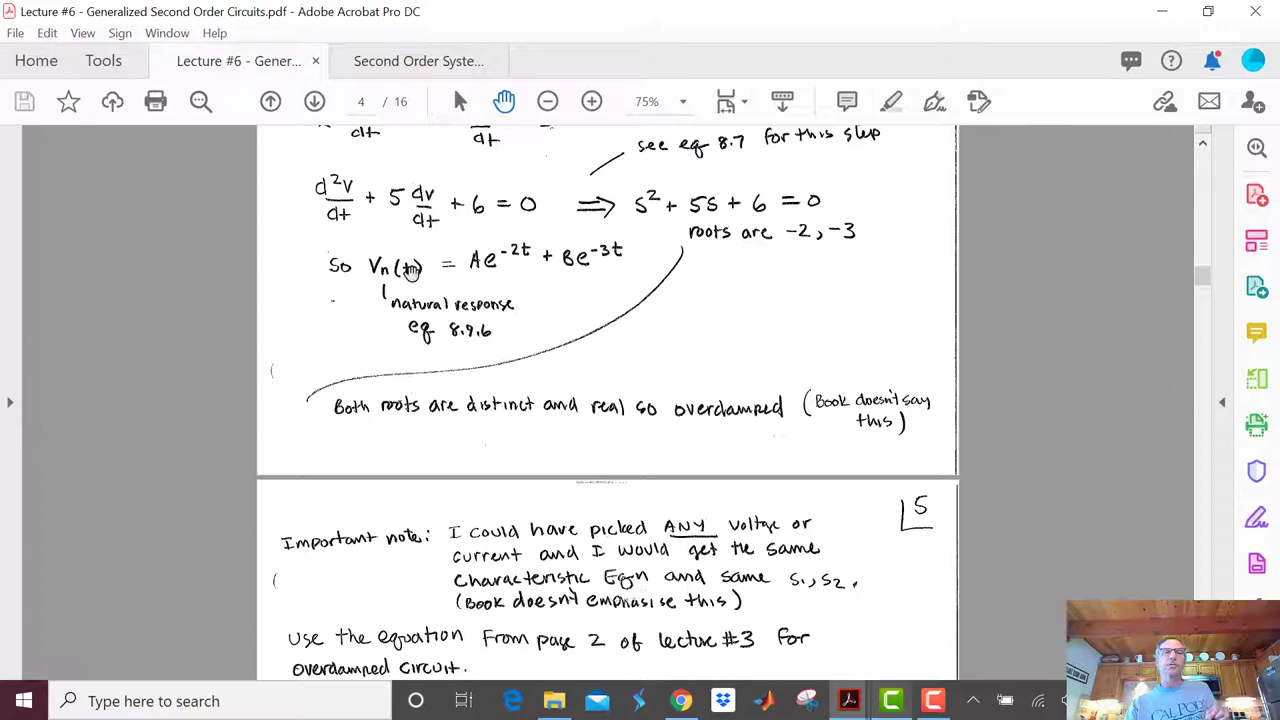 Lecture #6 - Generalized Second Order Circuits.pdf - Adobe Acrobat Pro DC
File Edit View Sign Window Help
Home Tools Lecture #6 - Gener... × Second Order Syste...
4 / 16 75%
dt dt
see eq 8.7 for this step
d²v/dt + 5 dv/dt + 6 = 0 ⟹ s² + 5s + 6 = 0
roots are -2, -3
So Vn(t) = Ae^-2t + Be^-3t
natural response
eq 8.9.6
Both roots are distinct and real so overdamped (Book doesn't say
this)
5
Important note: I could have picked ANY voltage or
current and I would get the same
characteristic Eqn and same s1, s2.
(Book doesn't emphasise this)
Use the equation from page 2 of lecture #3 for
overdamped circuit.
Type here to search
CAL POLY